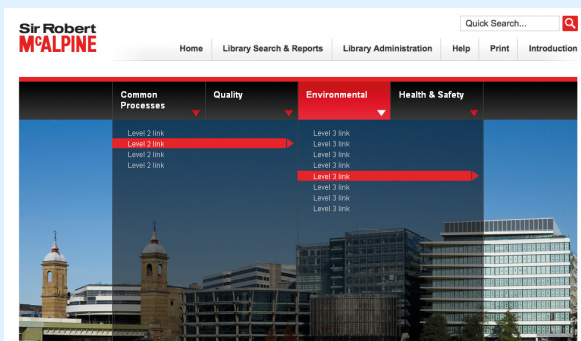 Sir Robert
McALPINE
Quick Search...
Home
Library Search & Reports
Library Administration
Help
Print
Introduction
Common
Processes
Quality
Environmental
Health & Safety
Level 2 link
Level 2 link
Level 2 link
Level 2 link
Level 3 link
Level 3 link
Level 3 link
Level 3 link
Level 3 link
Level 3 link
Level 3 link
Level 3 link